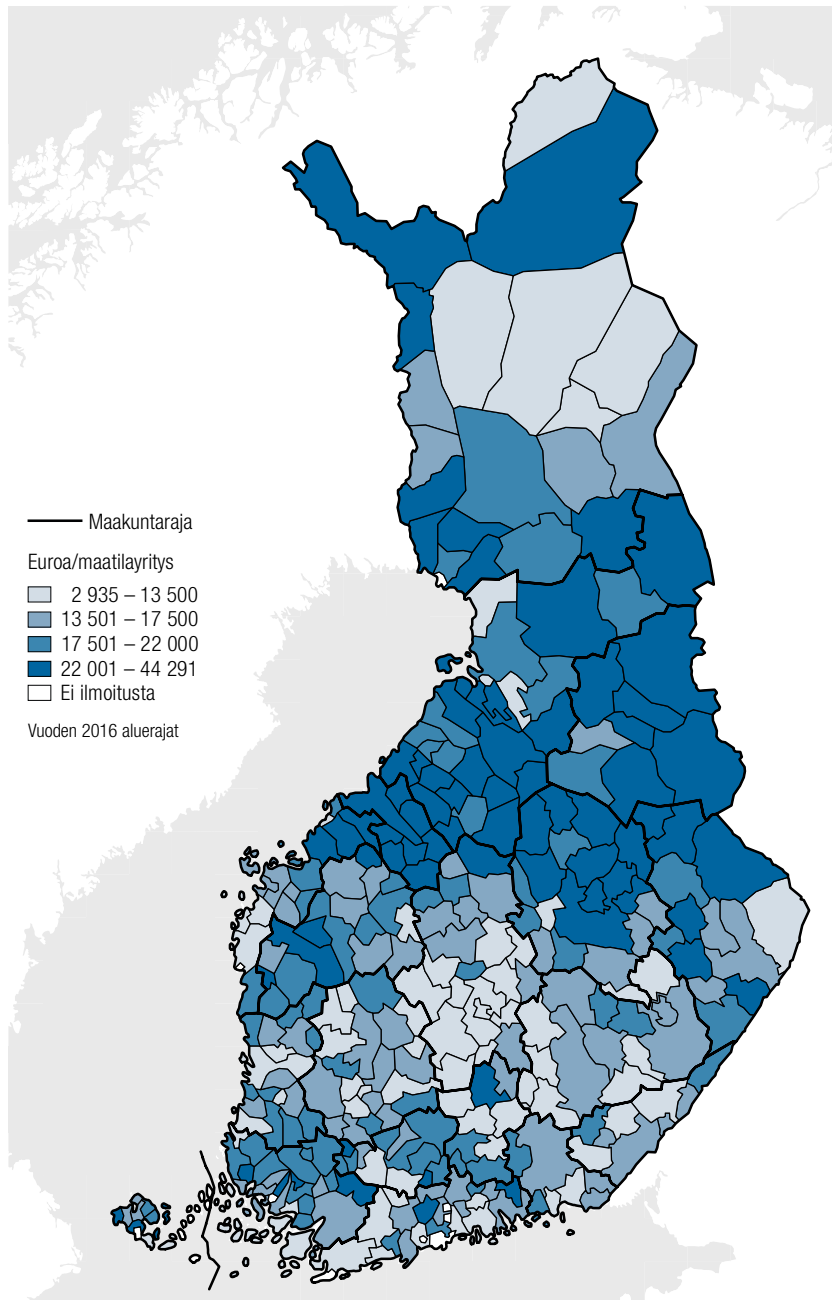 Maakuntaraja
Euroa/maatilayritys
2 935 – 13 500
13 501 – 17 500
17 501 – 22 000
22 001 – 44 291
Ei ilmoitusta
Vuoden 2016 aluerajat